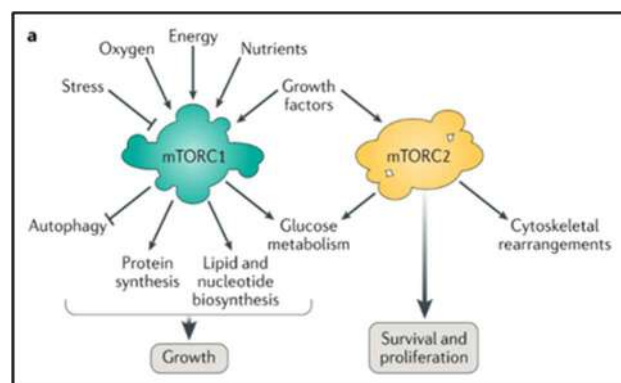 a
Energy
Oxygen
Nutrients
Stress
Growth
factors
mTORC1
mTORC2
Autophagy
Glucose
metabolism
Cytoskeletal
rearrangements
Protein
synthesis
Lipid and
nucleotide
biosynthesis
Growth
Survival and
proliferation